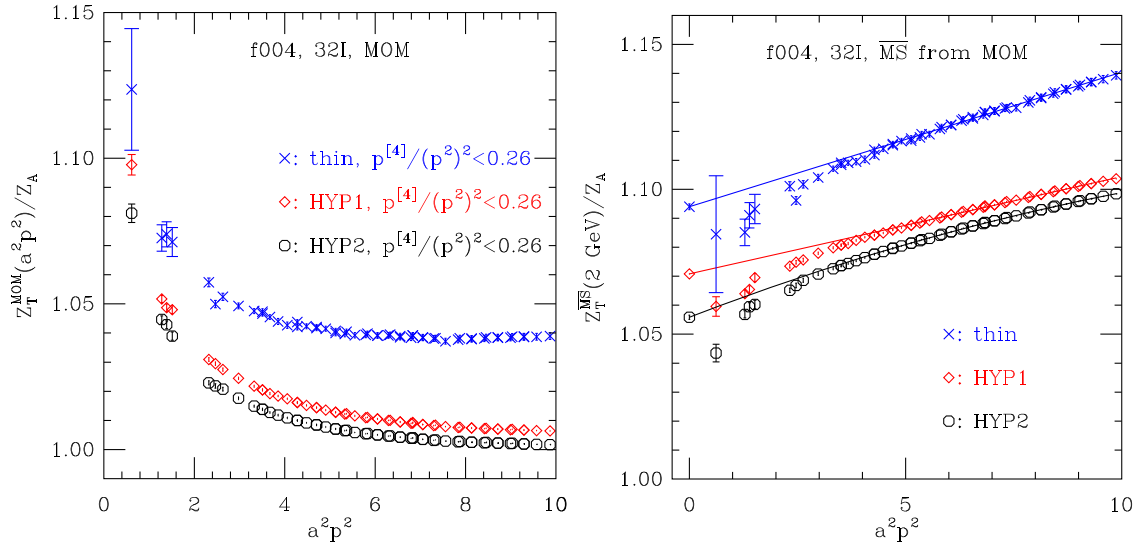 f004, 32I, MOM
×: thin, p^[4]/(p^2)^2<0.26
◇: HYP1, p^[4]/(p^2)^2<0.26
○: HYP2, p^[4]/(p^2)^2<0.26
Z_T^MOM(a^2p^2)/Z_A
1.15
1.10
1.05
1.00
0 2 4 6 8 10
a^2p^2
f004, 32I, \overline{MS} from MOM
×: thin
◇: HYP1
○: HYP2
Z_T^{\overline{MS}}(2 GeV)/Z_A
1.15
1.10
1.05
1.00
0 5 10
a^2p^2